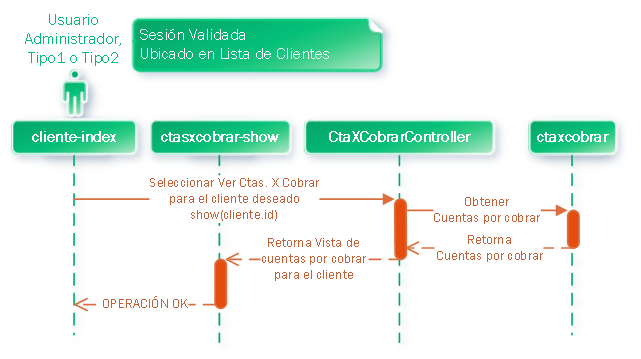 Usuario
Administrador,
Tipo1 o Tipo2
Sesión Validada
Ubicado en Lista de Clientes
cliente-index
ctasxcobrar-show
CtaXCobrarController
ctaxcobrar
Seleccionar Ver Ctas. X Cobrar
para el cliente deseado
show(cliente.id)
Obtener
Cuentas por cobrar
Retorna
Cuentas por cobrar
Retorna Vista de
cuentas por cobrar
para el cliente
OPERACIÓN OK